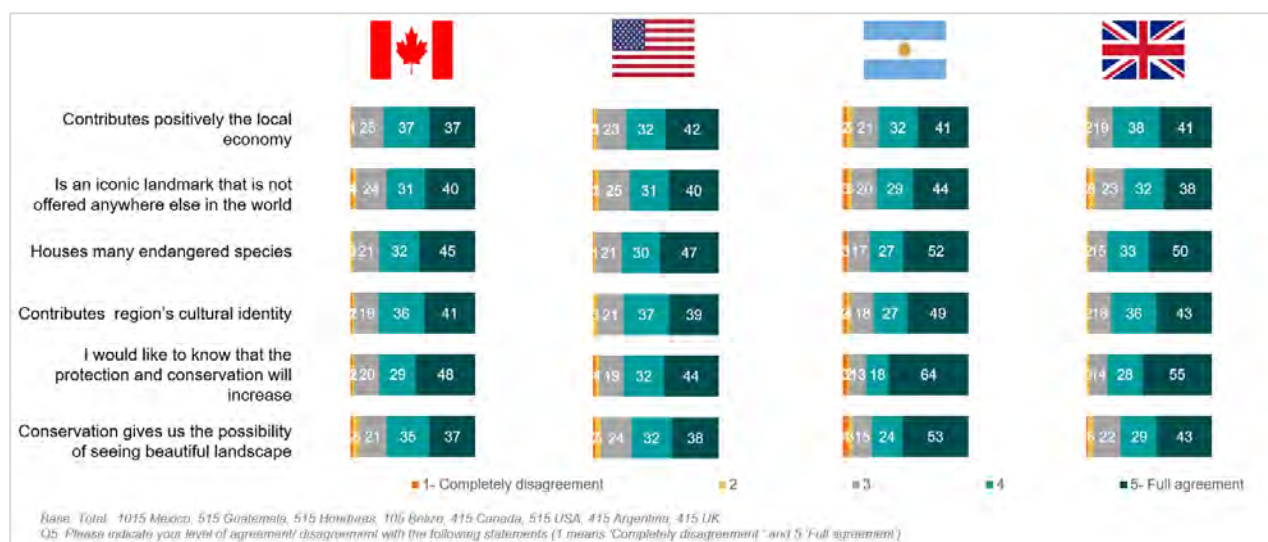 Contributes positively the local
economy
25 37 37
23 32 42
21 32 41
19 38 41
Is an iconic landmark that is not
offered anywhere else in the world
24 31 40
25 31 40
20 29 44
23 32 38
Houses many endangered species
21 32 45
21 30 47
17 27 52
15 33 50
Contributes region's cultural identity
19 36 41
21 37 39
18 27 49
18 36 43
I would like to know that the
protection and conservation will
increase
20 29 48
19 32 44
13 18 64
14 28 55
Conservation gives us the possibility
of seeing beautiful landscape
21 35 37
24 32 38
15 24 53
22 29 43
1- Completely disagreement 2 3 4 5- Full agreement
Base. Total. 1015 Mexico, 515 Guatemala, 515 Honduras, 105 Belize, 415 Canada, 515 USA, 415 Argentina, 415 UK
Q5. Please indicate your level of agreement/ disagreement with the following statements (1 means 'Completely disagreement ' and 5 'Full agreement')